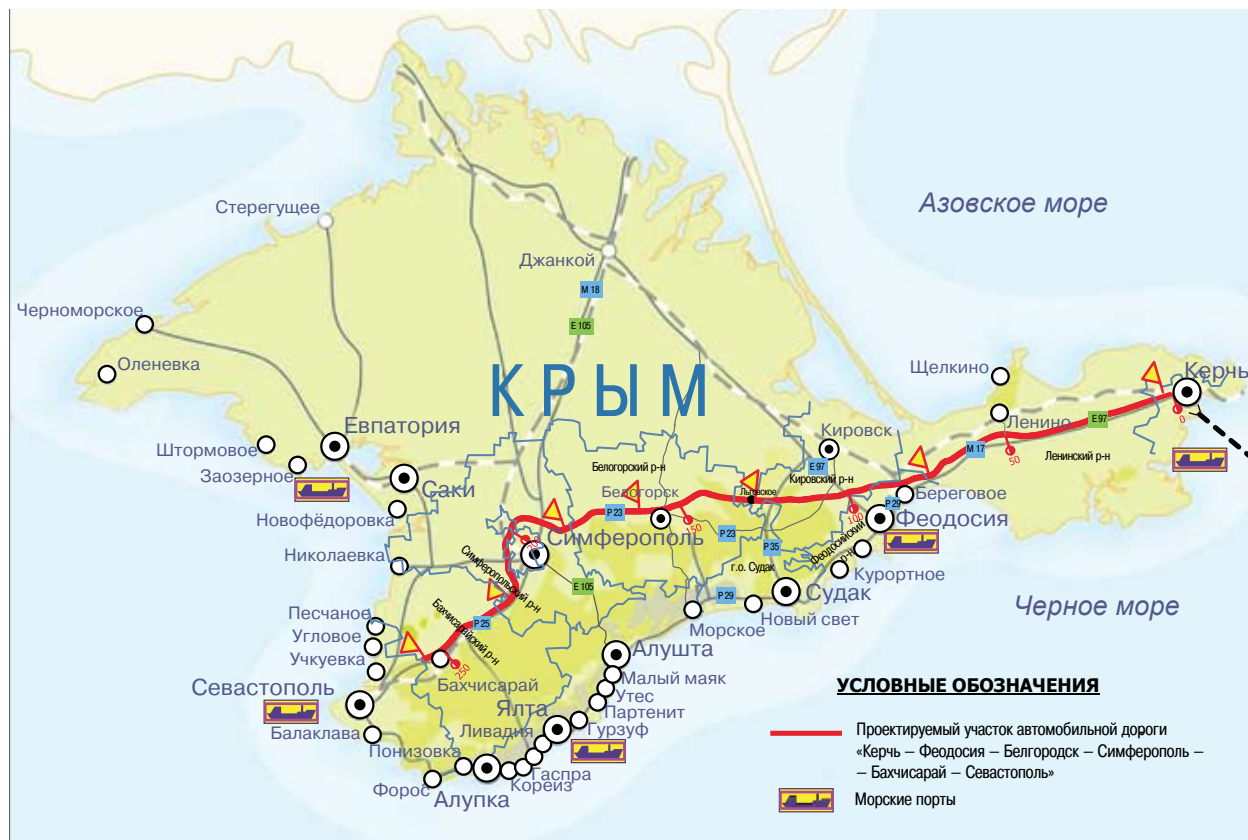 Азовское море
Стерегущее
Джанкой
М 18
Черноморское
Е 105
Оленевка
КРЫМ
Щелкино
Керчь
0
Евпатория
Ленино
Е 97
Штормовое
Кировск
М 17
50
Ленинский р-н
Заозерное
Белогорский р-н
Е 97
Кировский р-н
Саки
Белогорск
Льговское
Береговое
Р 29
100
Новофёдоровка
Р 23
Феодосия
150
Р 23
Симферополь
Николаевка
Р 35
Феодосийский
р-н
Симферопольский р-н
Е 105
г.о. Судак
Курортное
Судак
Р 29
Черное море
Песчаное
Морское
Новый свет
Угловое
Р 25
Бахчисарайский р-н
Учкуевка
250
Алушта
Бахчисарай
Малый маяк
Севастополь
Утес
Ялта
Партенит
Балаклава
Ливадия
Гурзуф
Понизовка
Гаспра
Форос
Кореиз
Алупка
УСЛОВНЫЕ ОБОЗНАЧЕНИЯ
Проектируемый участок автомобильной дороги
«Керчь – Феодосия – Белгородск – Симферополь –
– Бахчисарай – Севастополь»
Морские порты